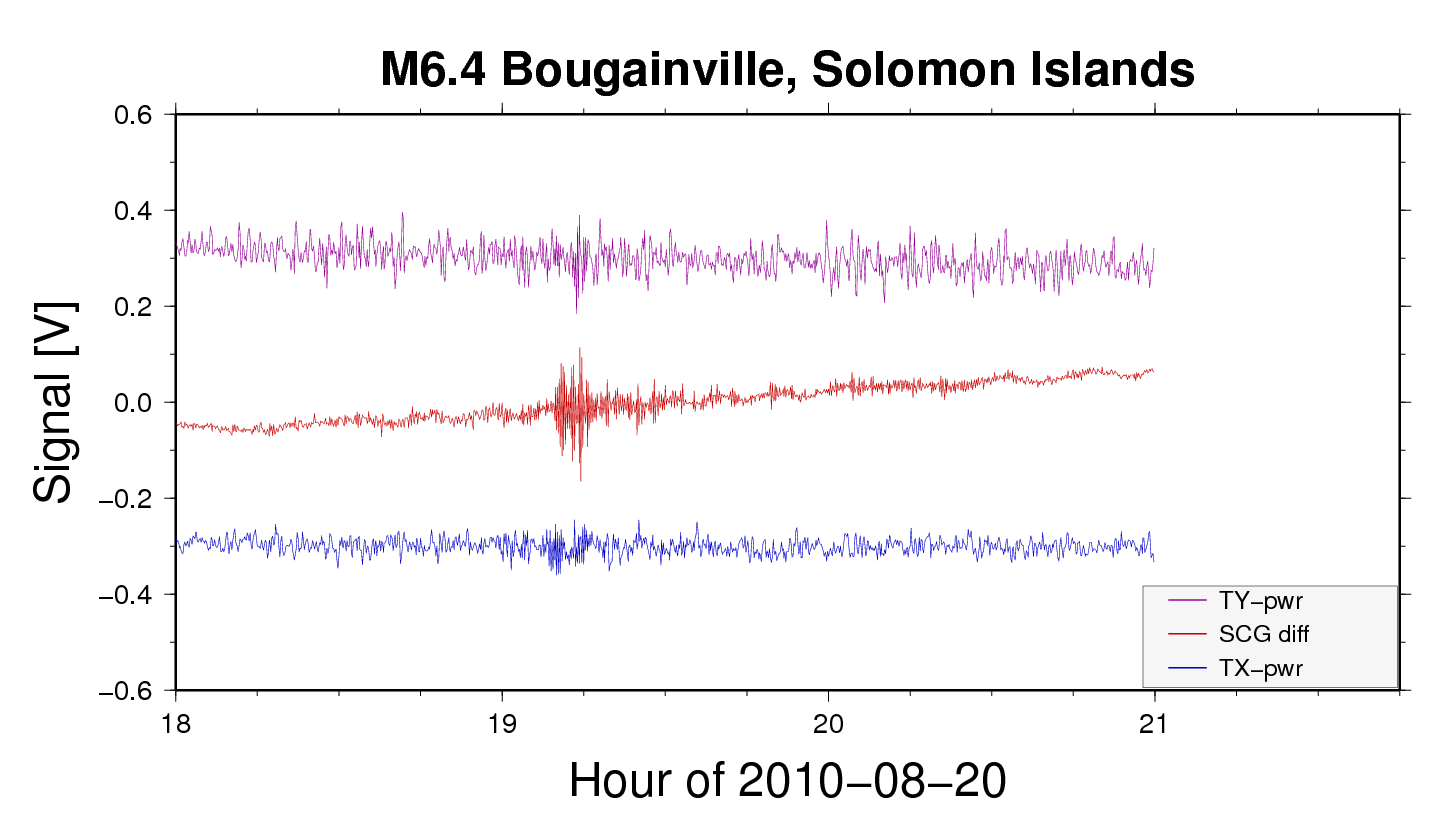 M6.4 Bougainville, Solomon Islands
Signal [V]
0.6
0.4
0.2
0.0
−0.2
−0.4
−0.6
TY−pwr
SCG diff
TX−pwr
18 19 20 21
Hour of 2010−08−20